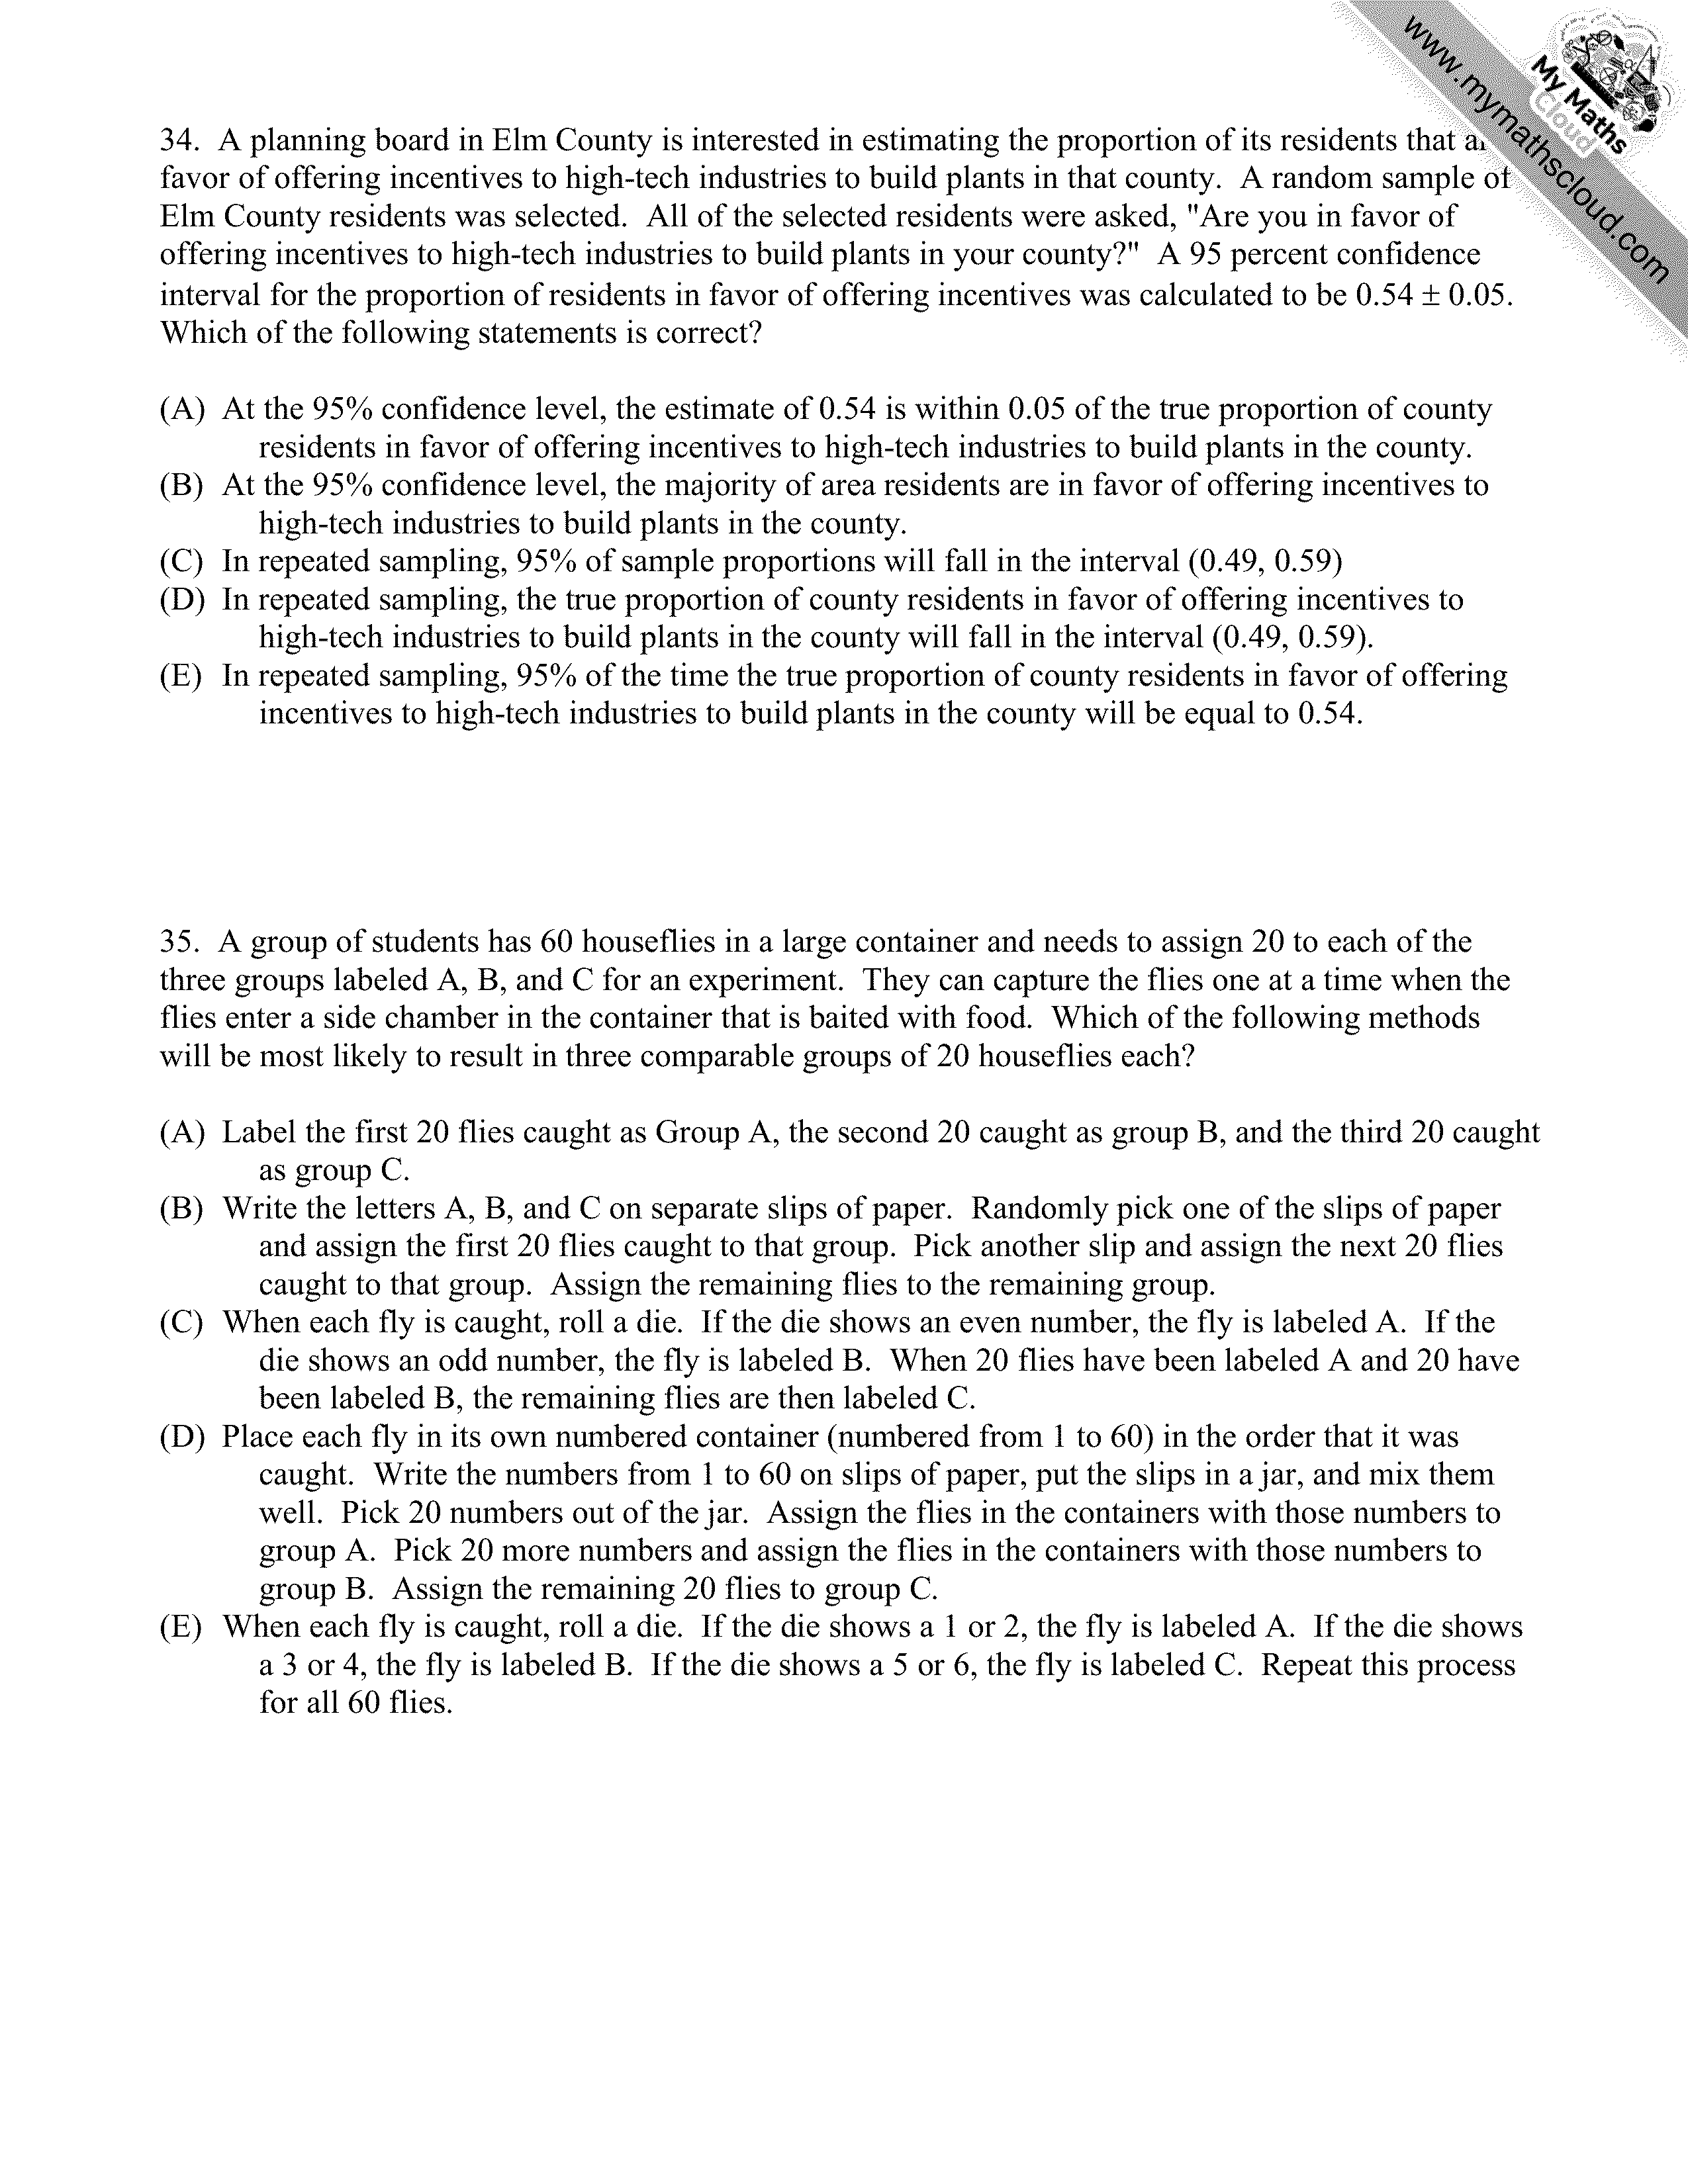 www.mymathscloud.com
My Maths
Cloud
34. A planning board in Elm County is interested in estimating the proportion of its residents that
favor of offering incentives to high-tech industries to build plants in that county. A random sample of
Elm County residents was selected. All of the selected residents were asked, "Are you in favor of
offering incentives to high-tech industries to build plants in your county?" A 95 percent confidence
interval for the proportion of residents in favor of offering incentives was calculated to be 0.54 ± 0.05.
Which of the following statements is correct?
(A) At the 95% confidence level, the estimate of 0.54 is within 0.05 of the true proportion of county
residents in favor of offering incentives to high-tech industries to build plants in the county.
(B) At the 95% confidence level, the majority of area residents are in favor of offering incentives to
high-tech industries to build plants in the county.
(C) In repeated sampling, 95% of sample proportions will fall in the interval (0.49, 0.59)
(D) In repeated sampling, the true proportion of county residents in favor of offering incentives to
high-tech industries to build plants in the county will fall in the interval (0.49, 0.59).
(E) In repeated sampling, 95% of the time the true proportion of county residents in favor of offering
incentives to high-tech industries to build plants in the county will be equal to 0.54.
35. A group of students has 60 houseflies in a large container and needs to assign 20 to each of the
three groups labeled A, B, and C for an experiment. They can capture the flies one at a time when the
flies enter a side chamber in the container that is baited with food. Which of the following methods
will be most likely to result in three comparable groups of 20 houseflies each?
(A) Label the first 20 flies caught as Group A, the second 20 caught as group B, and the third 20 caught
as group C.
(B) Write the letters A, B, and C on separate slips of paper. Randomly pick one of the slips of paper
and assign the first 20 flies caught to that group. Pick another slip and assign the next 20 flies
caught to that group. Assign the remaining flies to the remaining group.
(C) When each fly is caught, roll a die. If the die shows an even number, the fly is labeled A. If the
die shows an odd number, the fly is labeled B. When 20 flies have been labeled A and 20 have
been labeled B, the remaining flies are then labeled C.
(D) Place each fly in its own numbered container (numbered from 1 to 60) in the order that it was
caught. Write the numbers from 1 to 60 on slips of paper, put the slips in a jar, and mix them
well. Pick 20 numbers out of the jar. Assign the flies in the containers with those numbers to
group A. Pick 20 more numbers and assign the flies in the containers with those numbers to
group B. Assign the remaining 20 flies to group C.
(E) When each fly is caught, roll a die. If the die shows a 1 or 2, the fly is labeled A. If the die shows
a 3 or 4, the fly is labeled B. If the die shows a 5 or 6, the fly is labeled C. Repeat this process
for all 60 flies.